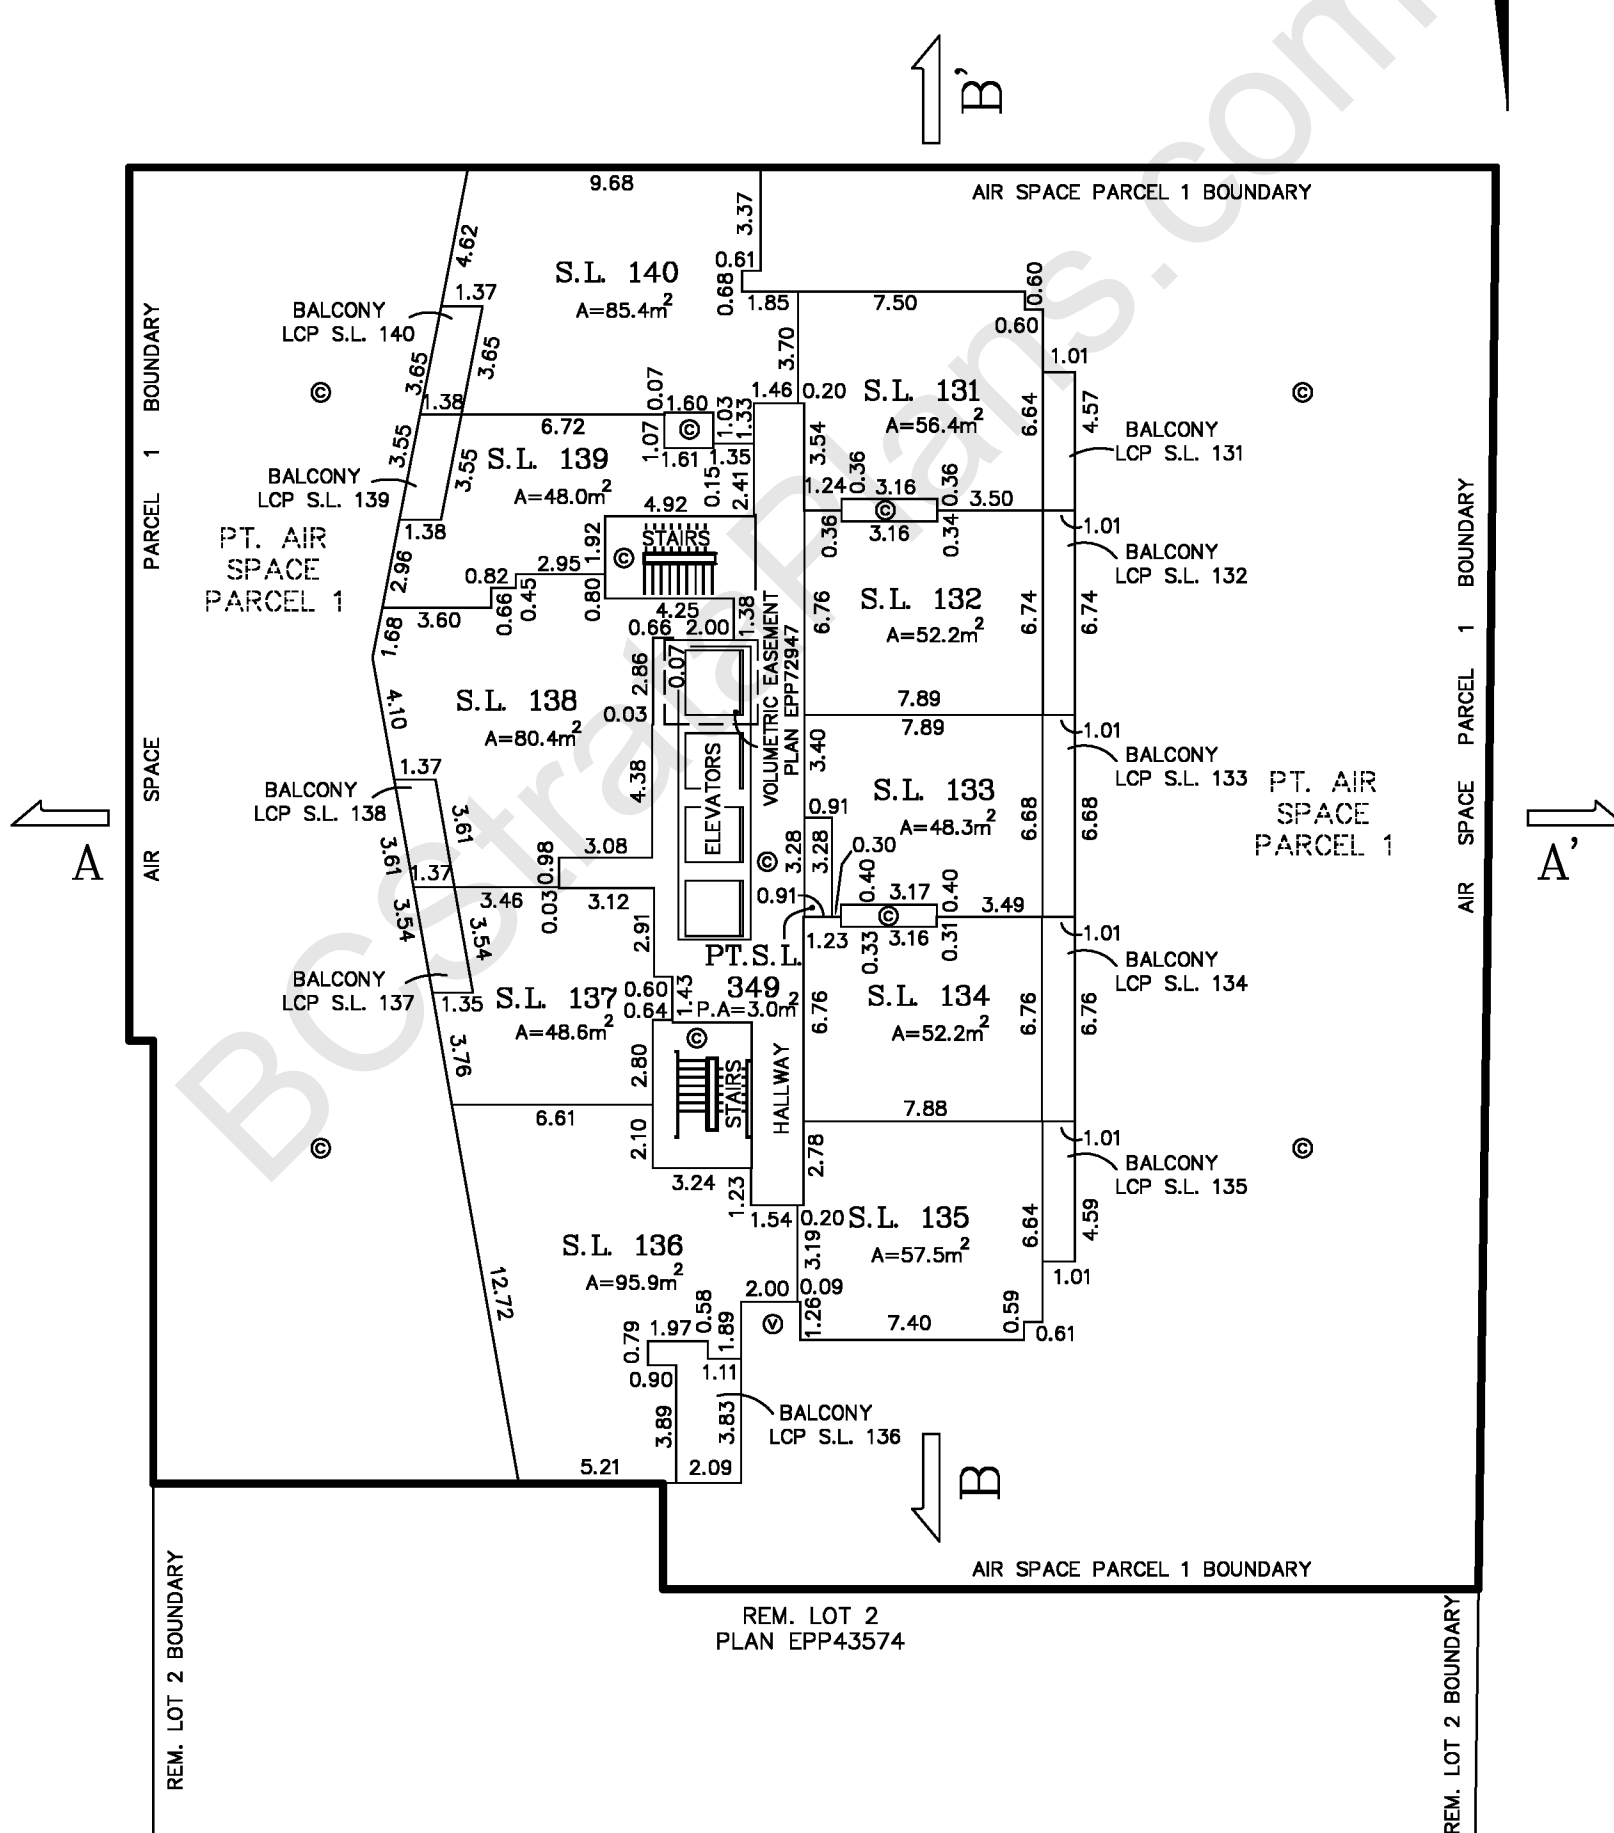 B'
AIR SPACE PARCEL 1 BOUNDARY
9.68
3.37
4.62
0.61
0.68
S.L. 140
A=85.4m²
1.37
1.85
7.50
0.60
0.60
BALCONY
LCP S.L. 140
3.65
3.65
3.70
1.01
1.38
0.07
1.60
1.03
1.33
1.46
0.20
S.L. 131
A=56.4m²
6.64
4.57
BALCONY
LCP S.L. 131
©
©
6.72
1.07
©
1.61
1.35
3.54
3.55
3.55
S.L. 139
A=48.0m²
0.15
2.41
BALCONY
LCP S.L. 139
1.24
0.36
3.16
0.36
3.50
©
0.36
3.16
0.34
1.01
BALCONY
LCP S.L. 132
4.92
STAIRS
©
1.92
1.38
2.96
PT. AIR
SPACE
PARCEL 1
0.82
2.95
0.45
0.66
0.80
3.60
1.68
4.25
0.66
2.00
1.38
VOLUMETRIC EASEMENT
PLAN EPP72947
6.76
S.L. 132
A=52.2m²
6.74
6.74
2.86
0.07
S.L. 138
A=80.4m²
0.03
4.10
4.38
7.89
7.89
1.01
BALCONY
LCP S.L. 133
3.40
ELEVATORS
S.L. 133
A=48.3m²
6.68
6.68
PT. AIR
SPACE
PARCEL 1
1.37
BALCONY
LCP S.L. 138
3.61
3.61
0.91
3.28
3.28
0.30
A
A'
3.08
0.98
©
1.37
3.46
0.03
3.12
0.91
0.40
3.17
0.40
3.49
©
1.23
0.33
3.16
0.31
1.01
BALCONY
LCP S.L. 134
3.54
3.54
2.91
PT.S.L.
349
P.A=3.0m²
BALCONY
LCP S.L. 137
1.35
S.L. 137
A=48.6m²
0.60
0.64
1.43
6.76
S.L. 134
A=52.2m²
6.76
6.76
3.76
2.80
©
STAIRS
HALLWAY
6.61
2.10
7.88
1.01
BALCONY
LCP S.L. 135
2.78
3.24
1.23
1.54
0.20
S.L. 135
A=57.5m²
6.64
4.59
©
©
S.L. 136
A=95.9m²
3.19
1.01
12.72
2.00
0.09
1.26
7.40
0.59
0.61
Ⓥ
0.79
1.97
0.58
1.89
0.90
1.11
3.89
3.83
BALCONY
LCP S.L. 136
5.21
2.09
B
AIR SPACE PARCEL 1 BOUNDARY
AIR SPACE PARCEL 1 BOUNDARY
AIR SPACE PARCEL 1 BOUNDARY
REM. LOT 2
PLAN EPP43574
REM. LOT 2 BOUNDARY
REM. LOT 2 BOUNDARY
BCStrataPlans.com